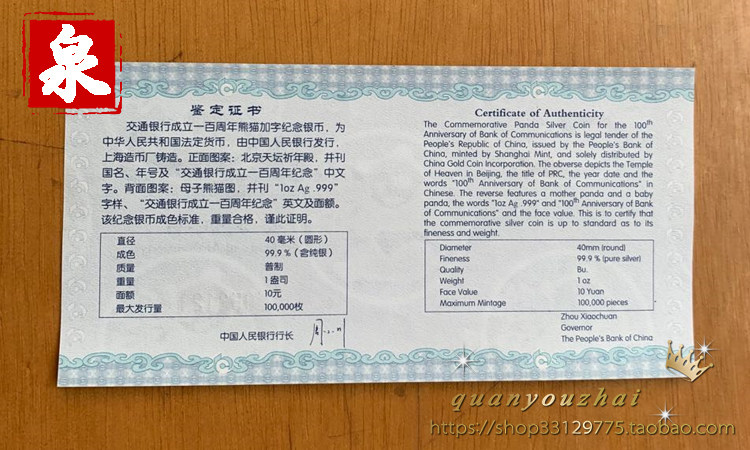 泉
鉴定证书
交通银行成立一百周年熊猫加字纪念银币，为
中华人民共和国法定货币，由中国人民银行发行，
上海造币厂铸造。正面图案：北京天坛祈年殿，并刊
国名、年号及“交通银行成立一百周年纪念”中文
字。背面图案：母子熊猫图，并刊“1oz Ag .999”
字样、“交通银行成立一百周年纪念”英文及面额。
该纪念银币成色标准，重量合格，谨此证明。
直径 40毫米（圆形）
成色 99.9%（含纯银）
质量 普制
重量 1盎司
面额 10元
最大发行量 100,000枚
中国人民银行行长
Certificate of Authenticity
The Commemorative Panda Silver Coin for the 100th
Anniversary of Bank of Communications is legal tender of the
People's Republic of China, issued by the People's Bank of
China, minted by Shanghai Mint, and solely distributed by
China Gold Coin Incorporation. The obverse depicts the Temple
of Heaven in Beijing, the title of PRC, the year date and the
words "100th Anniversary of Bank of Communications" in
Chinese. The reverse features a mother panda and a baby
panda, the words "1oz Ag .999" and "100th Anniversary of Bank
of Communications" and the face value. This is to certify that
the commemorative silver coin is up to standard as to its
fineness and weight.
Diameter 40mm (round)
Fineness 99.9% (pure silver)
Quality Bu.
Weight 1 oz
Face Value 10 Yuan
Maximum Mintage 100,000 pieces
Zhou Xiaochuan
Governor
The People's Bank of China
quanyouzhai
https://shop33129775.taobao.com